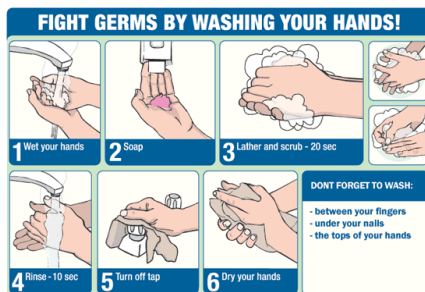 FIGHT GERMS BY WASHING YOUR HANDS!
1 Wet your hands
2 Soap
3 Lather and scrub - 20 sec
4 Rinse - 10 sec
5 Turn off tap
6 Dry your hands
DONT FORGET TO WASH:
- between your fingers
- under your nails
- the tops of your hands